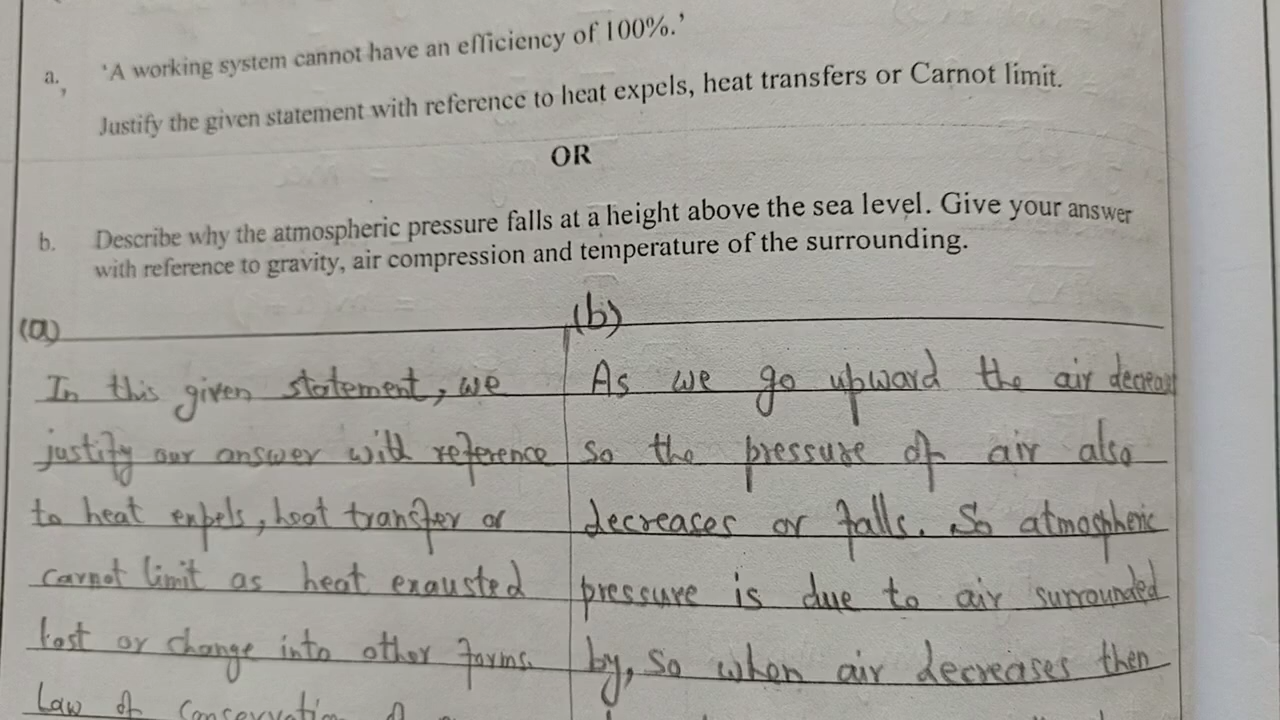 a., 'A working system cannot have an efficiency of 100%.'
Justify the given statement with reference to heat expels, heat transfers or Carnot limit.
OR
b. Describe why the atmospheric pressure falls at a height above the sea level. Give your answer
with reference to gravity, air compression and temperature of the surrounding.
(a)
In this given statement, we
justify our answer with reference
to heat expels, heat transfer or
carnot limit as heat exausted
lost or change into other forms.
Law of Conservation of
(b)
As we go upward the air decreas
so the pressure of air also
decreases or falls. So atmospheric
pressure is due to air surrounded
by, so when air decreases then